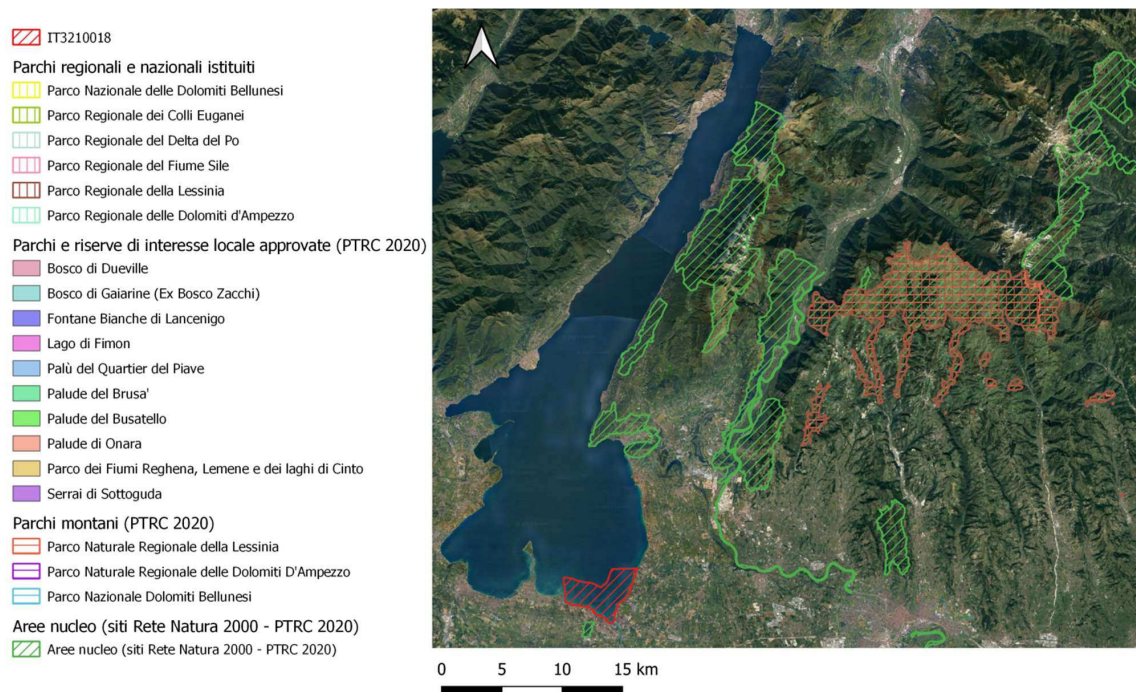 IT3210018
Parchi regionali e nazionali istituiti
Parco Nazionale delle Dolomiti Bellunesi
Parco Regionale dei Colli Euganei
Parco Regionale del Delta del Po
Parco Regionale del Fiume Sile
Parco Regionale della Lessinia
Parco Regionale delle Dolomiti d'Ampezzo
Parchi e riserve di interesse locale approvate (PTRC 2020)
Bosco di Dueville
Bosco di Gaiarine (Ex Bosco Zacchi)
Fontane Bianche di Lancenigo
Lago di Fimon
Palù del Quartier del Piave
Palude del Brusa'
Palude del Busatello
Palude di Onara
Parco dei Fiumi Reghena, Lemene e dei laghi di Cinto
Serrai di Sottoguda
Parchi montani (PTRC 2020)
Parco Naturale Regionale della Lessinia
Parco Naturale Regionale delle Dolomiti D'Ampezzo
Parco Nazionale Dolomiti Bellunesi
Aree nucleo (siti Rete Natura 2000 - PTRC 2020)
Aree nucleo (siti Rete Natura 2000 - PTRC 2020)
0 5 10 15 km